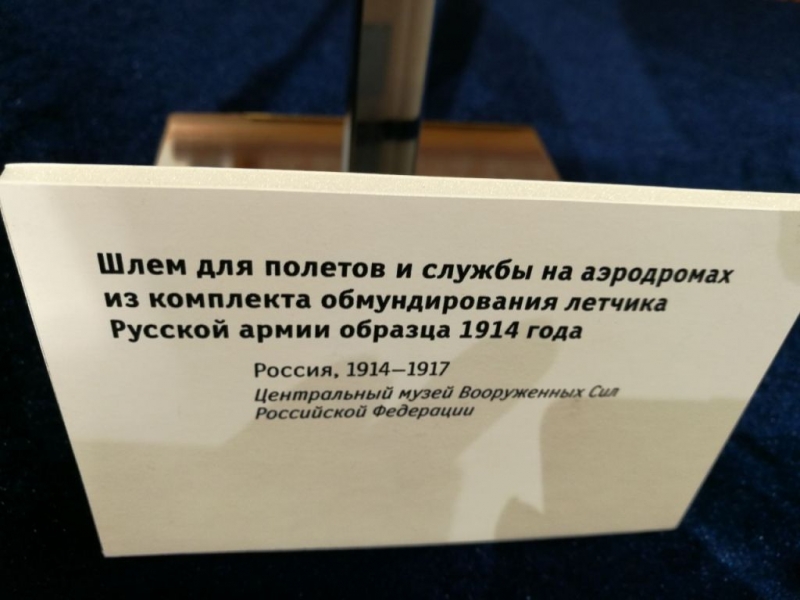 Шлем для полетов и службы на аэродромах
из комплекта обмундирования летчика
Русской армии образца 1914 года
Россия, 1914–1917
Центральный музей Вооруженных Сил
Российской Федерации